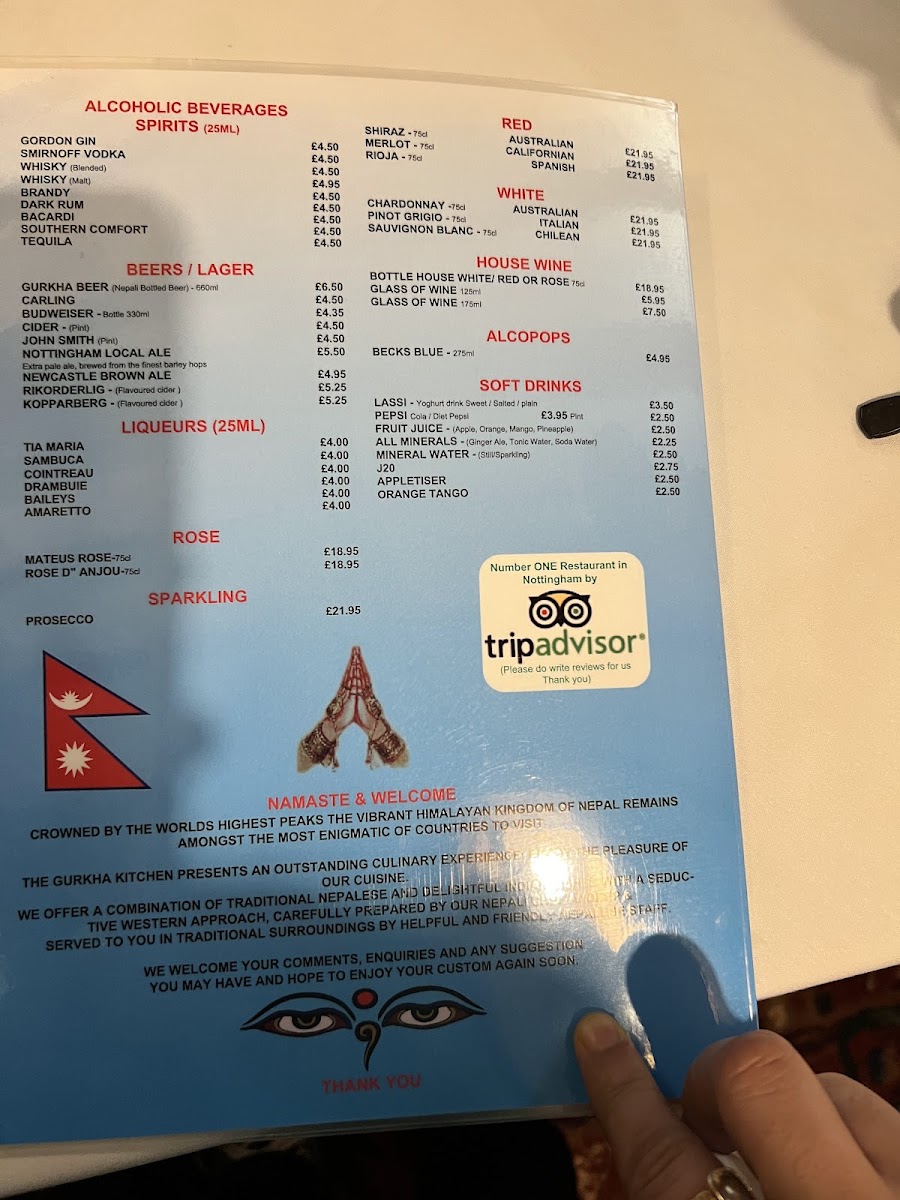 ALCOHOLIC BEVERAGES
SPIRITS (25ML)
GORDON GIN £4.50
SMIRNOFF VODKA £4.50
WHISKY (Blended) £4.50
WHISKY (Malt) £4.95
BRANDY £4.50
DARK RUM £4.50
BACARDI £4.50
SOUTHERN COMFORT £4.50
TEQUILA £4.50
BEERS / LAGER
GURKHA BEER (Nepali Bottled Beer) - 660ml £6.50
CARLING £4.50
BUDWEISER - Bottle 330ml £4.35
CIDER - (Pint) £4.50
JOHN SMITH (Pint) £4.50
NOTTINGHAM LOCAL ALE £5.50
Extra pale ale, brewed from the finest barley hops
NEWCASTLE BROWN ALE £4.95
RIKORDERLIG - (Flavoured cider ) £5.25
KOPPARBERG - (Flavoured cider ) £5.25
LIQUEURS (25ML)
TIA MARIA £4.00
SAMBUCA £4.00
COINTREAU £4.00
DRAMBUIE £4.00
BAILEYS £4.00
AMARETTO £4.00
ROSE
MATEUS ROSE-75cl £18.95
ROSE D" ANJOU-75cl £18.95
SPARKLING
PROSECCO £21.95
RED
SHIRAZ - 75cl AUSTRALIAN £21.95
MERLOT - 75cl CALIFORNIAN £21.95
RIOJA - 75cl SPANISH £21.95
WHITE
CHARDONNAY -75cl AUSTRALIAN £21.95
PINOT GRIGIO - 75cl ITALIAN £21.95
SAUVIGNON BLANC - 75cl CHILEAN £21.95
HOUSE WINE
BOTTLE HOUSE WHITE/ RED OR ROSE 75cl £18.95
GLASS OF WINE 125ml £5.95
GLASS OF WINE 175ml £7.50
ALCOPOPS
BECKS BLUE - 275ml £4.95
SOFT DRINKS
LASSI - Yoghurt drink Sweet / Salted / plain £3.50
PEPSI Cola / Diet Pepsi £3.95 Pint £2.50
FRUIT JUICE - (Apple, Orange, Mango, Pineapple) £2.50
ALL MINERALS - (Ginger Ale, Tonic Water, Soda Water) £2.25
MINERAL WATER - (Still/Sparkling) £2.50
J20 £2.75
APPLETISER £2.50
ORANGE TANGO £2.50
Number ONE Restaurant in
Nottingham by
tripadvisor®
(Please do write reviews for us
Thank you)
NAMASTE & WELCOME
CROWNED BY THE WORLDS HIGHEST PEAKS THE VIBRANT HIMALAYAN KINGDOM OF NEPAL REMAINS
AMONGST THE MOST ENIGMATIC OF COUNTRIES TO VISIT
THE GURKHA KITCHEN PRESENTS AN OUTSTANDING CULINARY EXPERIENCE. THE PLEASURE OF
OUR CUISINE.
WE OFFER A COMBINATION OF TRADITIONAL NEPALESE AND DELIGHTFUL WITH A SEDUC-
TIVE WESTERN APPROACH, CAREFULLY PREPARED BY OUR NEPALI &
SERVED TO YOU IN TRADITIONAL SURROUNDINGS BY HELPFUL AND FRIENDLY STAFF.
WE WELCOME YOUR COMMENTS, ENQUIRIES AND ANY SUGGESTION
YOU MAY HAVE AND HOPE TO ENJOY YOUR CUSTOM AGAIN SOON.
THANK YOU